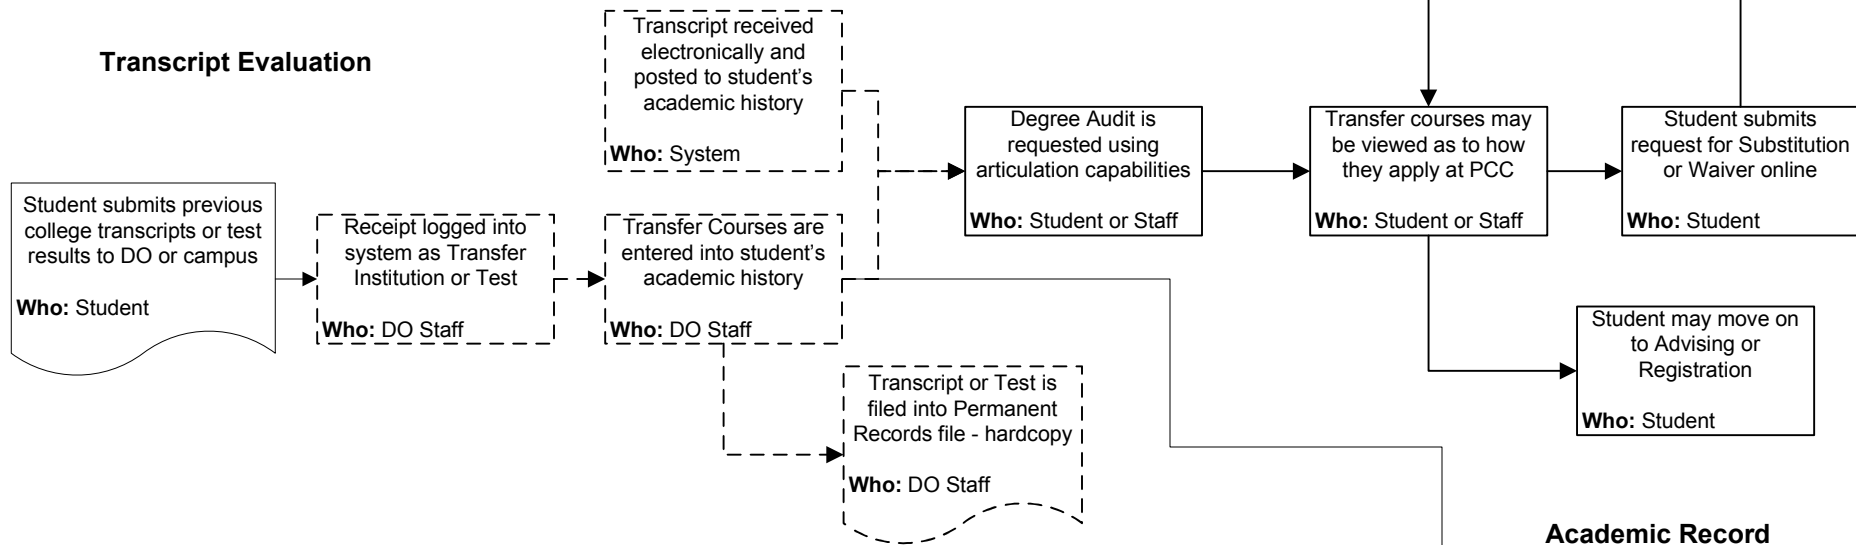 Transcript Evaluation
Transcript received
electronically and
posted to student's
academic history
Who: System
Student submits previous
college transcripts or test
results to DO or campus
Who: Student
Receipt logged into
system as Transfer
Institution or Test
Who: DO Staff
Transfer Courses are
entered into student's
academic history
Who: DO Staff
Transcript or Test is
filed into Permanent
Records file - hardcopy
Who: DO Staff
Degree Audit is
requested using
articulation capabilities
Who: Student or Staff
Transfer courses may
be viewed as to how
they apply at PCC
Who: Student or Staff
Student submits
request for Substitution
or Waiver online
Who: Student
Student may move on
to Advising or
Registration
Who: Student
Academic Record